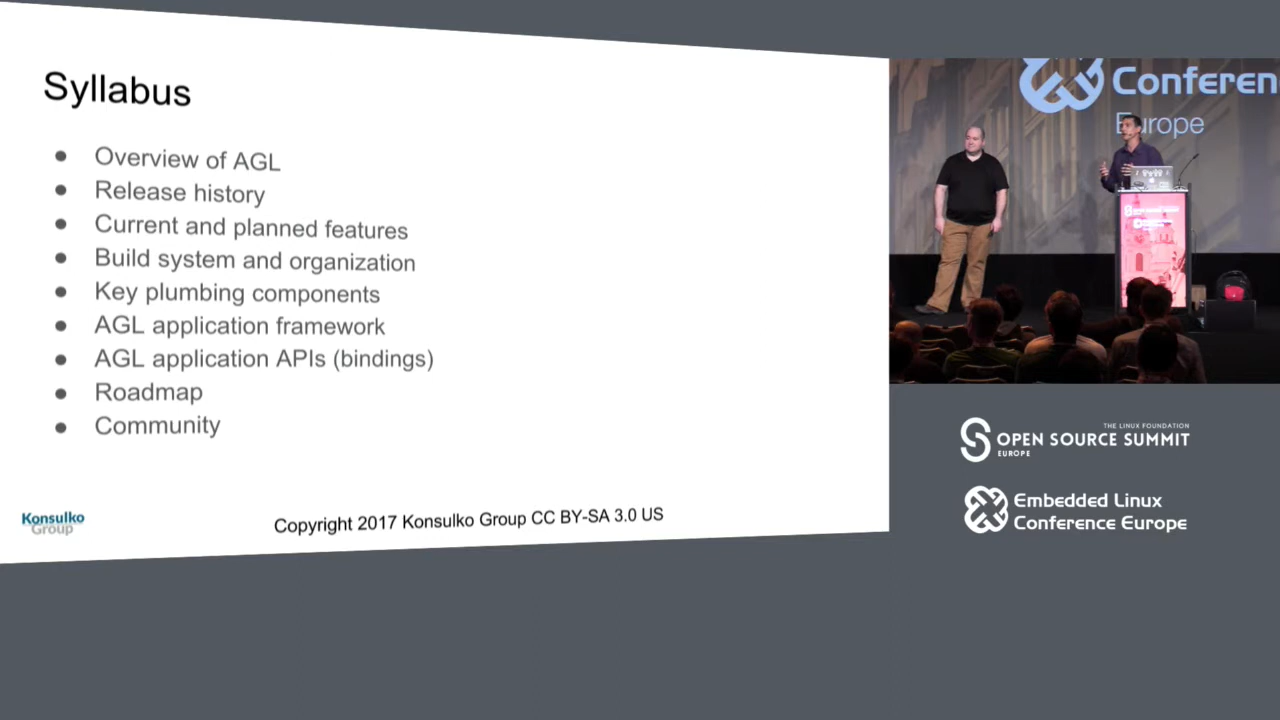 Syllabus
● Overview of AGL
● Release history
● Current and planned features
● Build system and organization
● Key plumbing components
● AGL application framework
● AGL application APIs (bindings)
● Roadmap
● Community
Konsulko
Group
Copyright 2017 Konsulko Group CC BY-SA 3.0 US
Conferen
Europe
THE LINUX FOUNDATION
OPEN SOURCE SUMMIT
EUROPE
Embedded Linux
Conference Europe